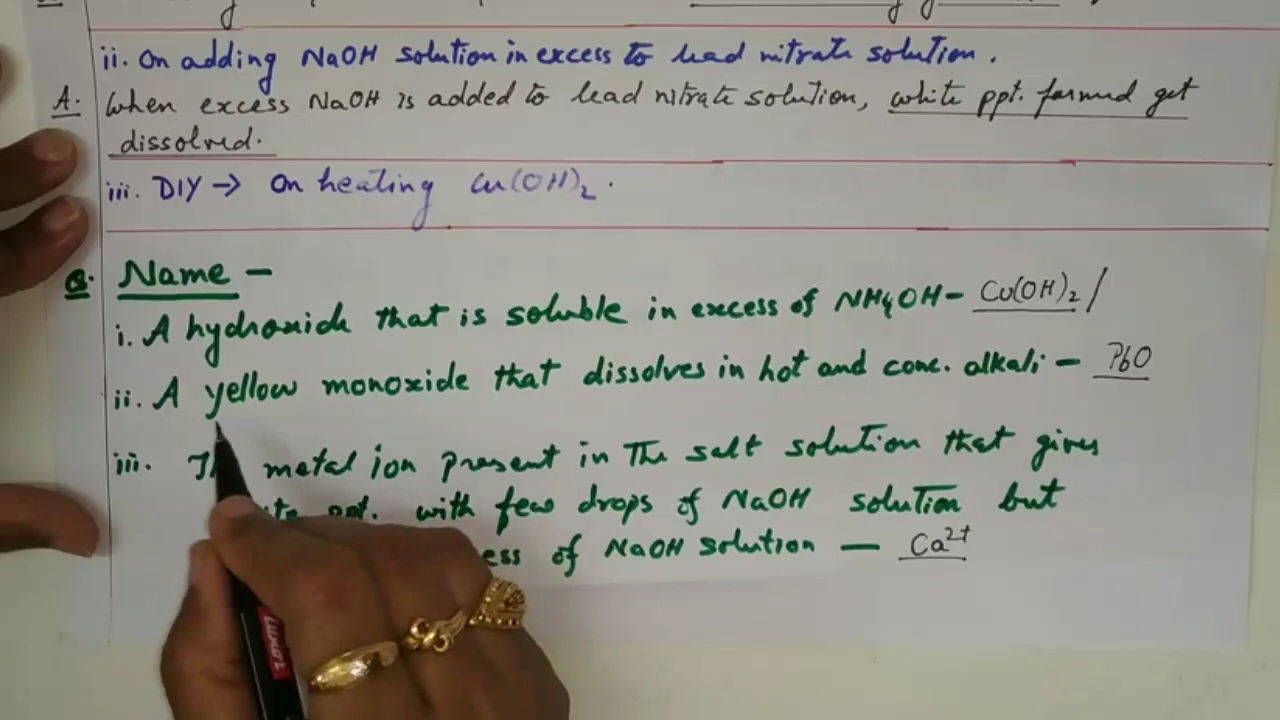 ii. On adding NaOH solution in excess to lead nitrate solution.
A. When excess NaOH is added to lead nitrate solution, white ppt. formed get
dissolved.
iii. DIY → On heating Cu(OH)₂.
Q. Name –
i. A hydroxide that is soluble in excess of NH₄OH – Cu(OH)₂ /
ii. A yellow monoxide that dissolves in hot and conc. alkali – PbO
iii. metal ion present in the salt solution that gives
ppt. with few drops of NaOH solution but
of NaOH solution — Ca²⁺
LUXOR